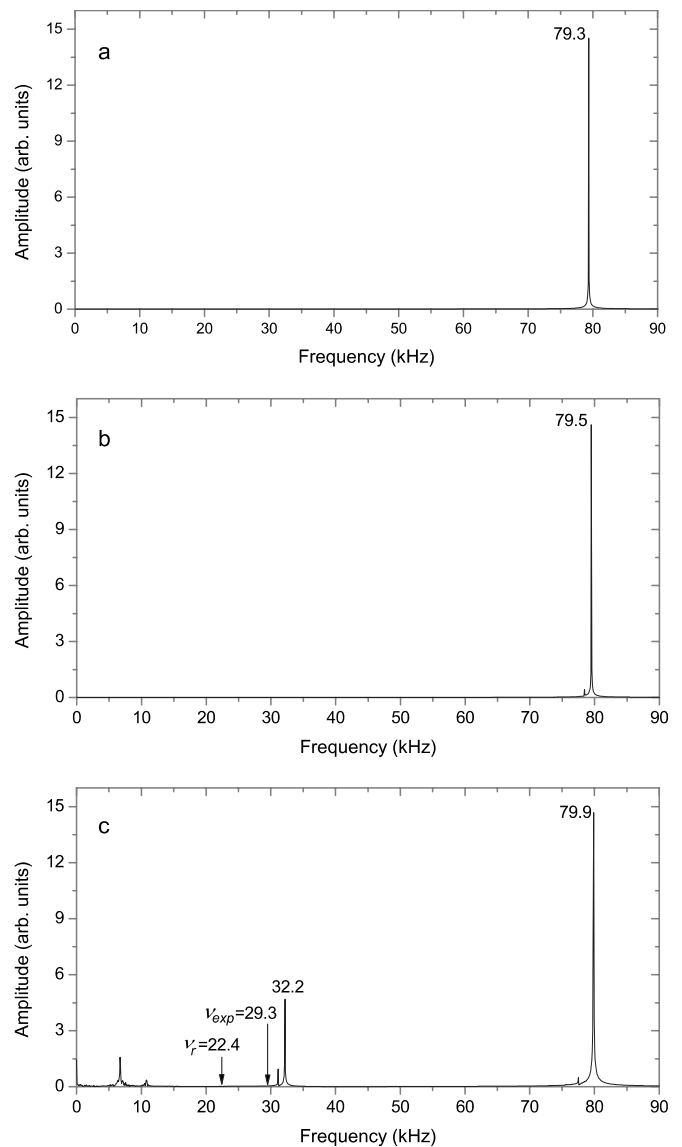 a
79.3
15
12
9
6
3
0
Amplitude (arb. units)
0 10 20 30 40 50 60 70 80 90
Frequency (kHz)
b
79.5
15
12
9
6
3
0
Amplitude (arb. units)
0 10 20 30 40 50 60 70 80 90
Frequency (kHz)
c
79.9
32.2
νexp=29.3
νr=22.4
15
12
9
6
3
0
Amplitude (arb. units)
0 10 20 30 40 50 60 70 80 90
Frequency (kHz)